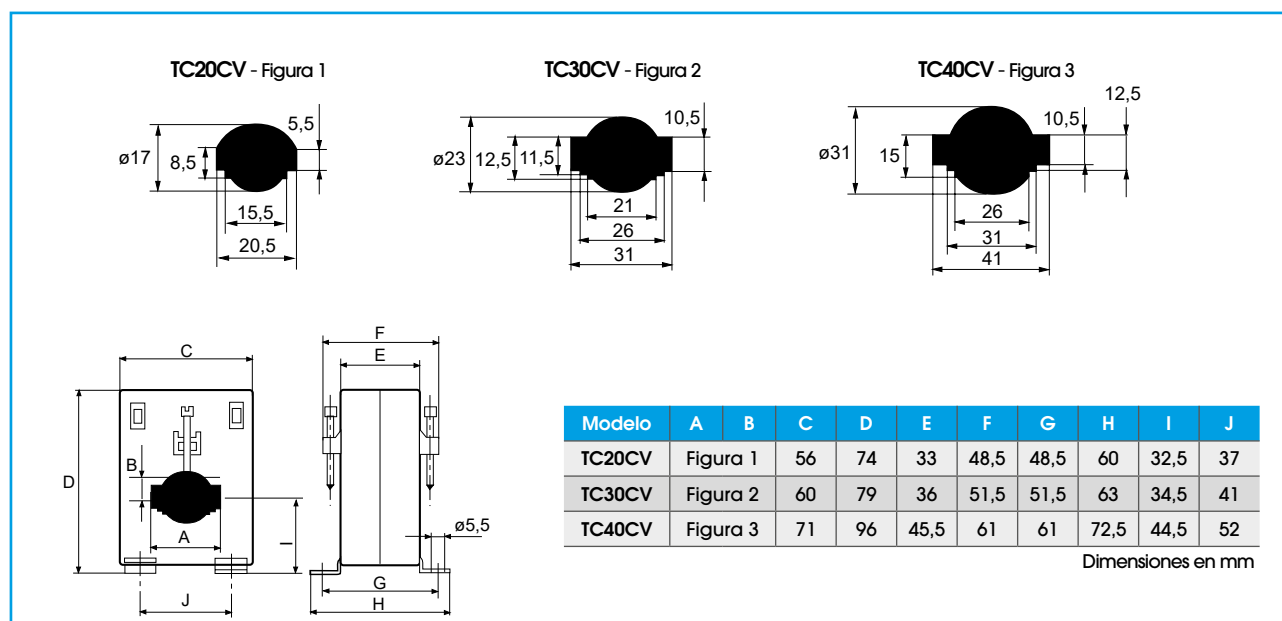 TC20CV - Figura 1
ø17
8,5
5,5
15,5
20,5
TC30CV - Figura 2
ø23
12,5
11,5
10,5
21
26
31
TC40CV - Figura 3
ø31
15
10,5
12,5
26
31
41
C
D
B
A
I
J
F
E
ø5,5
G
H
Modelo A B C D E F G H I J
TC20CV Figura 1 56 74 33 48,5 48,5 60 32,5 37
TC30CV Figura 2 60 79 36 51,5 51,5 63 34,5 41
TC40CV Figura 3 71 96 45,5 61 61 72,5 44,5 52
Dimensiones en mm